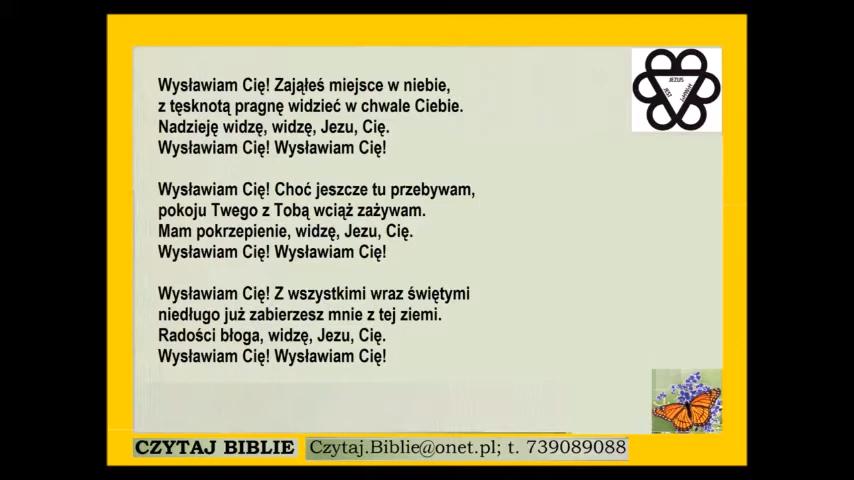 Wysławiam Cię! Zająłeś miejsce w niebie,
z tęsknotą pragnę widzieć w chwale Ciebie.
Nadzieję widzę, widzę, Jezu, Cię.
Wysławiam Cię! Wysławiam Cię!
Wysławiam Cię! Choć jeszcze tu przebywam,
pokoju Twego z Tobą wciąż zażywam.
Mam pokrzepienie, widzę, Jezu, Cię.
Wysławiam Cię! Wysławiam Cię!
Wysławiam Cię! Z wszystkimi wraz świętymi
niedługo już zabierzesz mnie z tej ziemi.
Radości błoga, widzę, Jezu, Cię.
Wysławiam Cię! Wysławiam Cię!
JEZUS
JEST
CZYTAJ BIBLIE
Czytaj.Biblie@onet.pl; t. 739089088